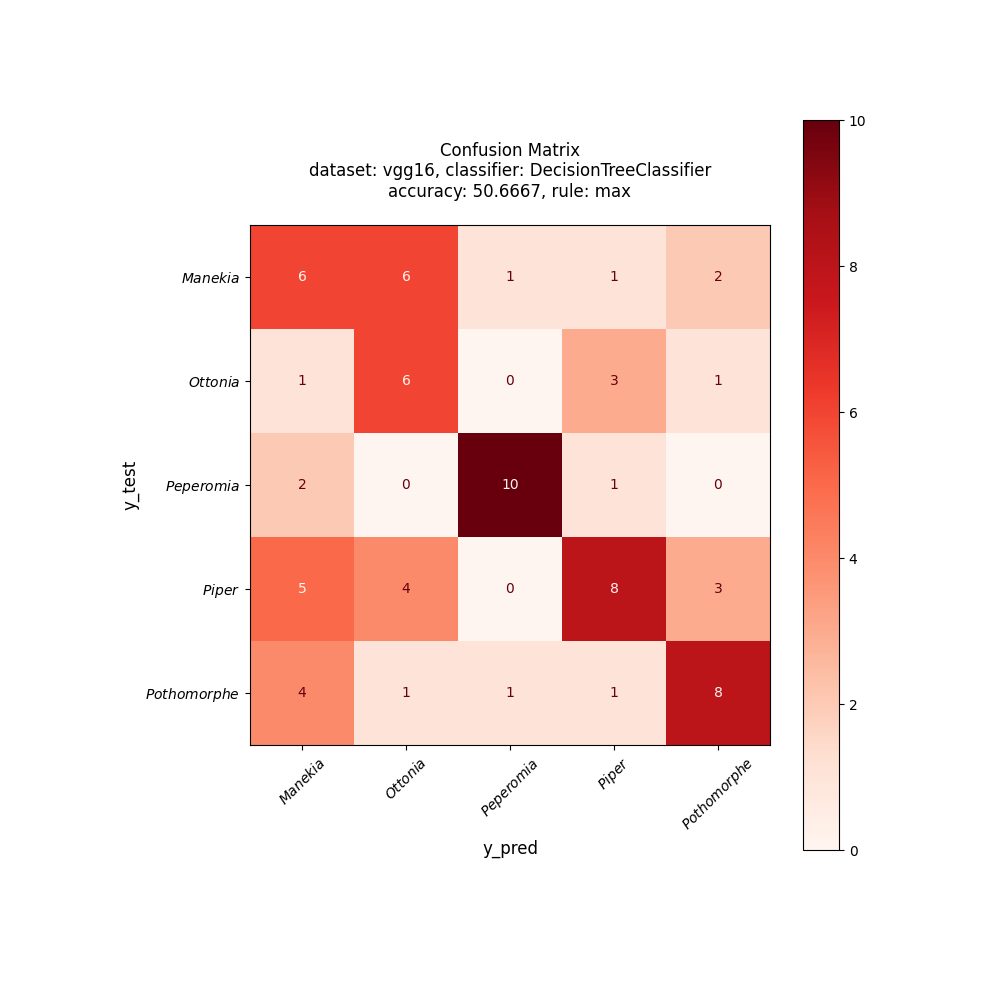 Confusion Matrix
dataset: vgg16, classifier: DecisionTreeClassifier
accuracy: 50.6667, rule: max
10
8
6
4
2
0
y_test
Manekia 6 6 1 1 2
Ottonia 1 6 0 3 1
Peperomia 2 0 10 1 0
Piper 5 4 0 8 3
Pothomorphe 4 1 1 1 8
Manekia Ottonia Peperomia Piper Pothomorphe
y_pred